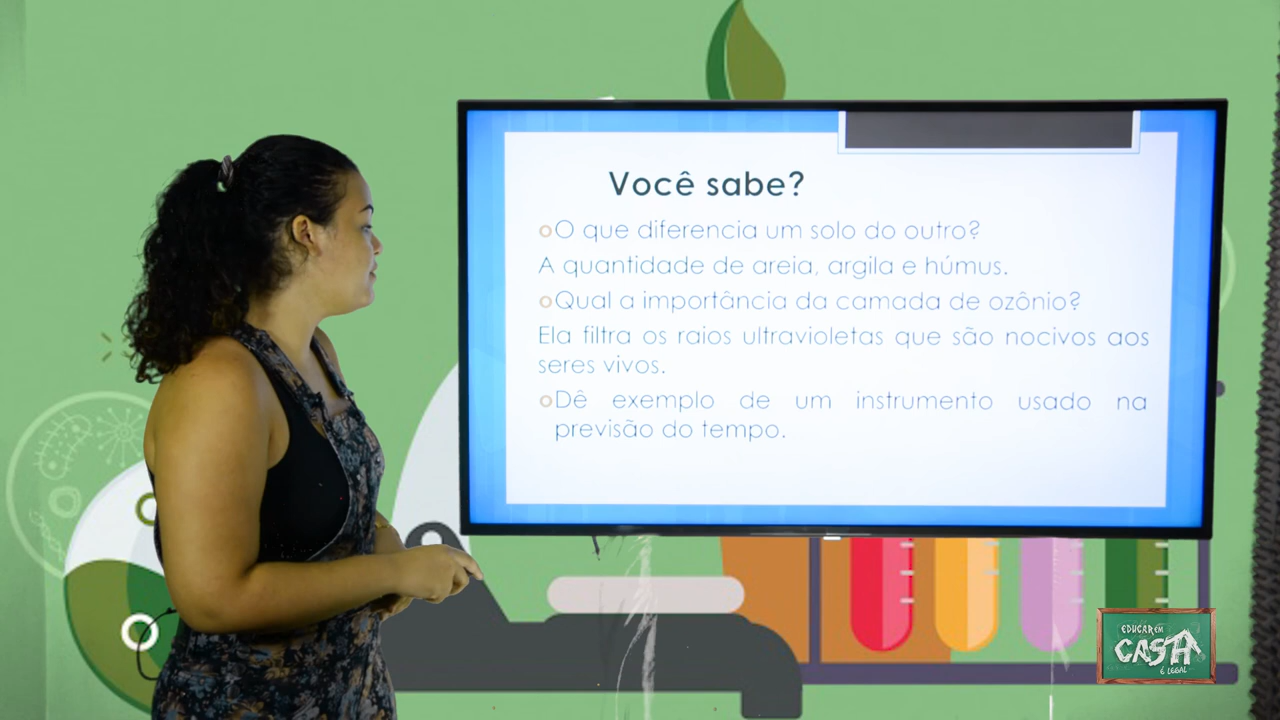 Você sabe?
O que diferencia um solo do outro?
A quantidade de areia, argila e húmus.
Qual a importância da camada de ozônio?
Ela filtra os raios ultravioletas que são nocivos aos
seres vivos.
Dê exemplo de um instrumento usado na
previsão do tempo.
EDUCAR EM
CASA
É LEGAL